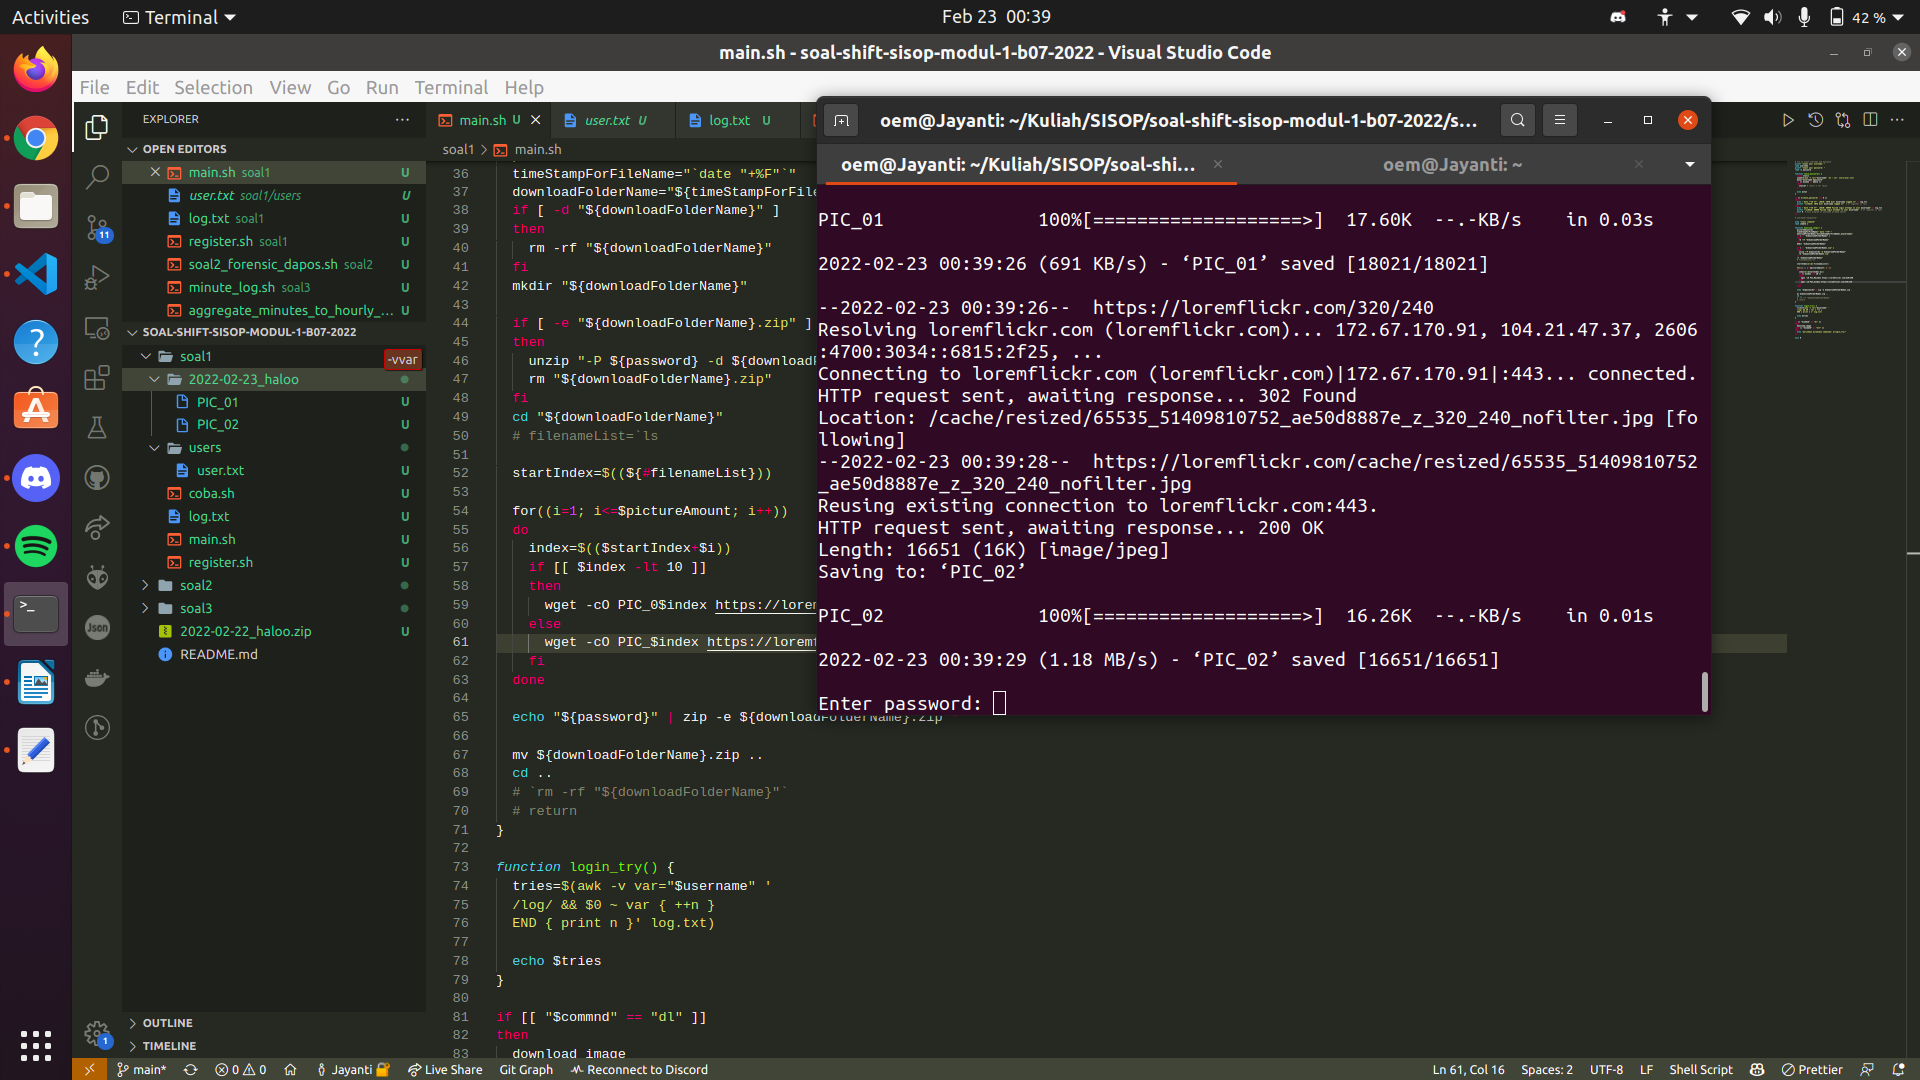 Activities
Terminal
Feb 23 00:39
42 %
main.sh - soal-shift-sisop-modul-1-b07-2022 - Visual Studio Code
File Edit Selection View Go Run Terminal Help
EXPLORER
OPEN EDITORS
main.sh soal1 U
user.txt soal1/users U
log.txt soal1 U
register.sh soal1 U
soal2_forensic_dapos.sh soal2 U
minute_log.sh soal3 U
aggregate_minutes_to_hourly_... U
SOAL-SHIFT-SISOP-MODUL-1-B07-2022
soal1
-vvar
2022-02-23_haloo
PIC_01 U
PIC_02 U
users
user.txt U
coba.sh U
log.txt U
main.sh U
register.sh U
soal2
soal3
2022-02-22_haloo.zip U
README.md
OUTLINE
TIMELINE
11
Json
1
main.sh U
user.txt U
log.txt U
soal1 > main.sh
36 timeStampForFileName="`date "+%F"`"
37 downloadFolderName="${timeStampForFile
38 if [ -d "${downloadFolderName}" ]
39 then
40 rm -rf "${downloadFolderName}"
41 fi
42 mkdir "${downloadFolderName}"
43
44 if [ -e "${downloadFolderName}.zip" ]
45 then
46 unzip "-P ${password} -d ${downloadF
47 rm "${downloadFolderName}.zip"
48 fi
49 cd "${downloadFolderName}"
50 # filenameList=`ls
51
52 startIndex=$((${#filenameList}))
53
54 for((i=1; i<=$pictureAmount; i++))
55 do
56 index=$(($startIndex+$i))
57 if [[ $index -lt 10 ]]
58 then
59 wget -cO PIC_0$index https://lorem
60 else
61 wget -cO PIC_$index https://loremf
62 fi
63 done
64
65 echo "${password}" | zip -e ${downloadFolderName}.zip
66
67 mv ${downloadFolderName}.zip ..
68 cd ..
69 # `rm -rf "${downloadFolderName}"`
70 # return
71 }
72
73 function login_try() {
74 tries=$(awk -v var="$username" '
75 /log/ && $0 ~ var { ++n }
76 END { print n }' log.txt)
77
78 echo $tries
79 }
80
81 if [[ "$commnd" == "dl" ]]
82 then
83 download_image
oem@Jayanti: ~/Kuliah/SISOP/soal-shift-sisop-modul-1-b07-2022/s...
oem@Jayanti: ~/Kuliah/SISOP/soal-shi...
oem@Jayanti: ~
PIC_01 100%[===================>] 17.60K --.-KB/s in 0.03s
2022-02-23 00:39:26 (691 KB/s) - ‘PIC_01’ saved [18021/18021]
--2022-02-23 00:39:26-- https://loremflickr.com/320/240
Resolving loremflickr.com (loremflickr.com)... 172.67.170.91, 104.21.47.37, 2606
:4700:3034::6815:2f25, ...
Connecting to loremflickr.com (loremflickr.com)|172.67.170.91|:443... connected.
HTTP request sent, awaiting response... 302 Found
Location: /cache/resized/65535_51409810752_ae50d8887e_z_320_240_nofilter.jpg [fo
llowing]
--2022-02-23 00:39:28-- https://loremflickr.com/cache/resized/65535_51409810752
_ae50d8887e_z_320_240_nofilter.jpg
Reusing existing connection to loremflickr.com:443.
HTTP request sent, awaiting response... 200 OK
Length: 16651 (16K) [image/jpeg]
Saving to: ‘PIC_02’
PIC_02 100%[===================>] 16.26K --.-KB/s in 0.01s
2022-02-23 00:39:29 (1.18 MB/s) - ‘PIC_02’ saved [16651/16651]
Enter password:
main* 0 0 Jayanti Live Share Git Graph Reconnect to Discord
Ln 61, Col 16 Spaces: 2 UTF-8 LF Shell Script Prettier